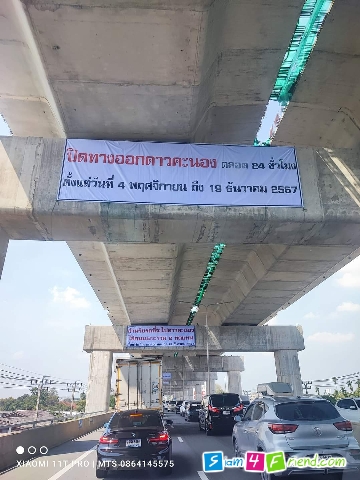 ปิดทางออกดาวคะนอง ตลอด 24 ชั่วโมง
ตั้งแต่วันที่ 4 พฤศจิกายน ถึง 19 ธันวาคม 2567
XIAOMI 11T PRO | MTS 0864145575
Siam4Friend.com